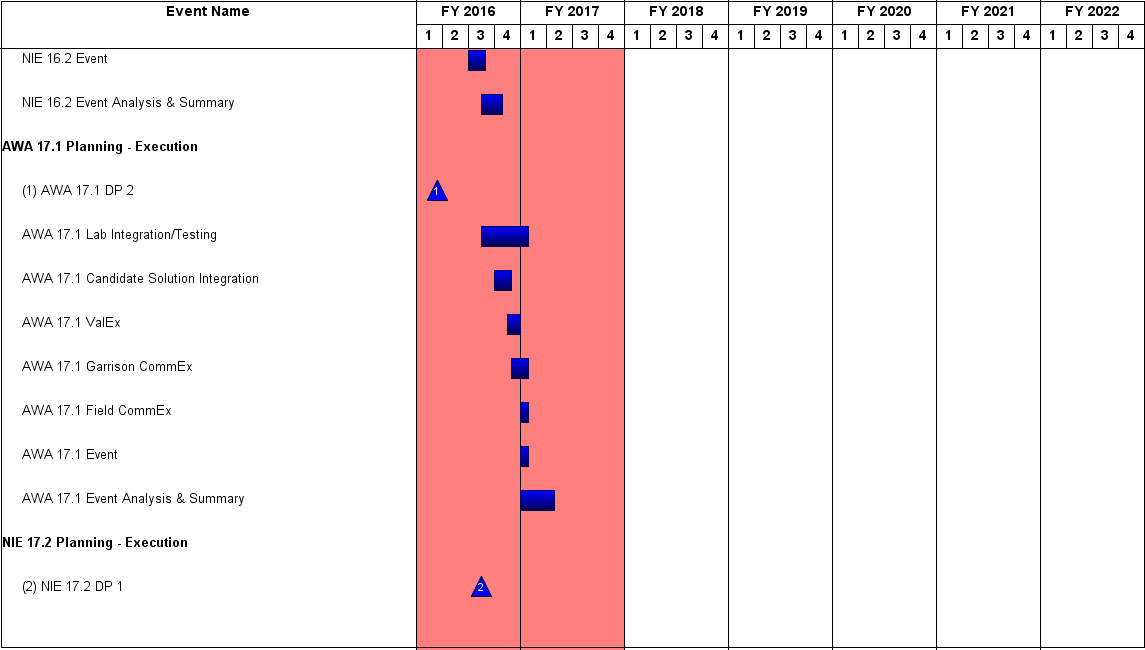 Event Name FY 2016 FY 2017 FY 2018 FY 2019 FY 2020 FY 2021 FY 2022
1 2 3 4 1 2 3 4 1 2 3 4 1 2 3 4 1 2 3 4 1 2 3 4 1 2 3 4
NIE 16.2 Event
NIE 16.2 Event Analysis & Summary
AWA 17.1 Planning - Execution
(1) AWA 17.1 DP 2 1
AWA 17.1 Lab Integration/Testing
AWA 17.1 Candidate Solution Integration
AWA 17.1 ValEx
AWA 17.1 Garrison CommEx
AWA 17.1 Field CommEx
AWA 17.1 Event
AWA 17.1 Event Analysis & Summary
NIE 17.2 Planning - Execution
(2) NIE 17.2 DP 1 2